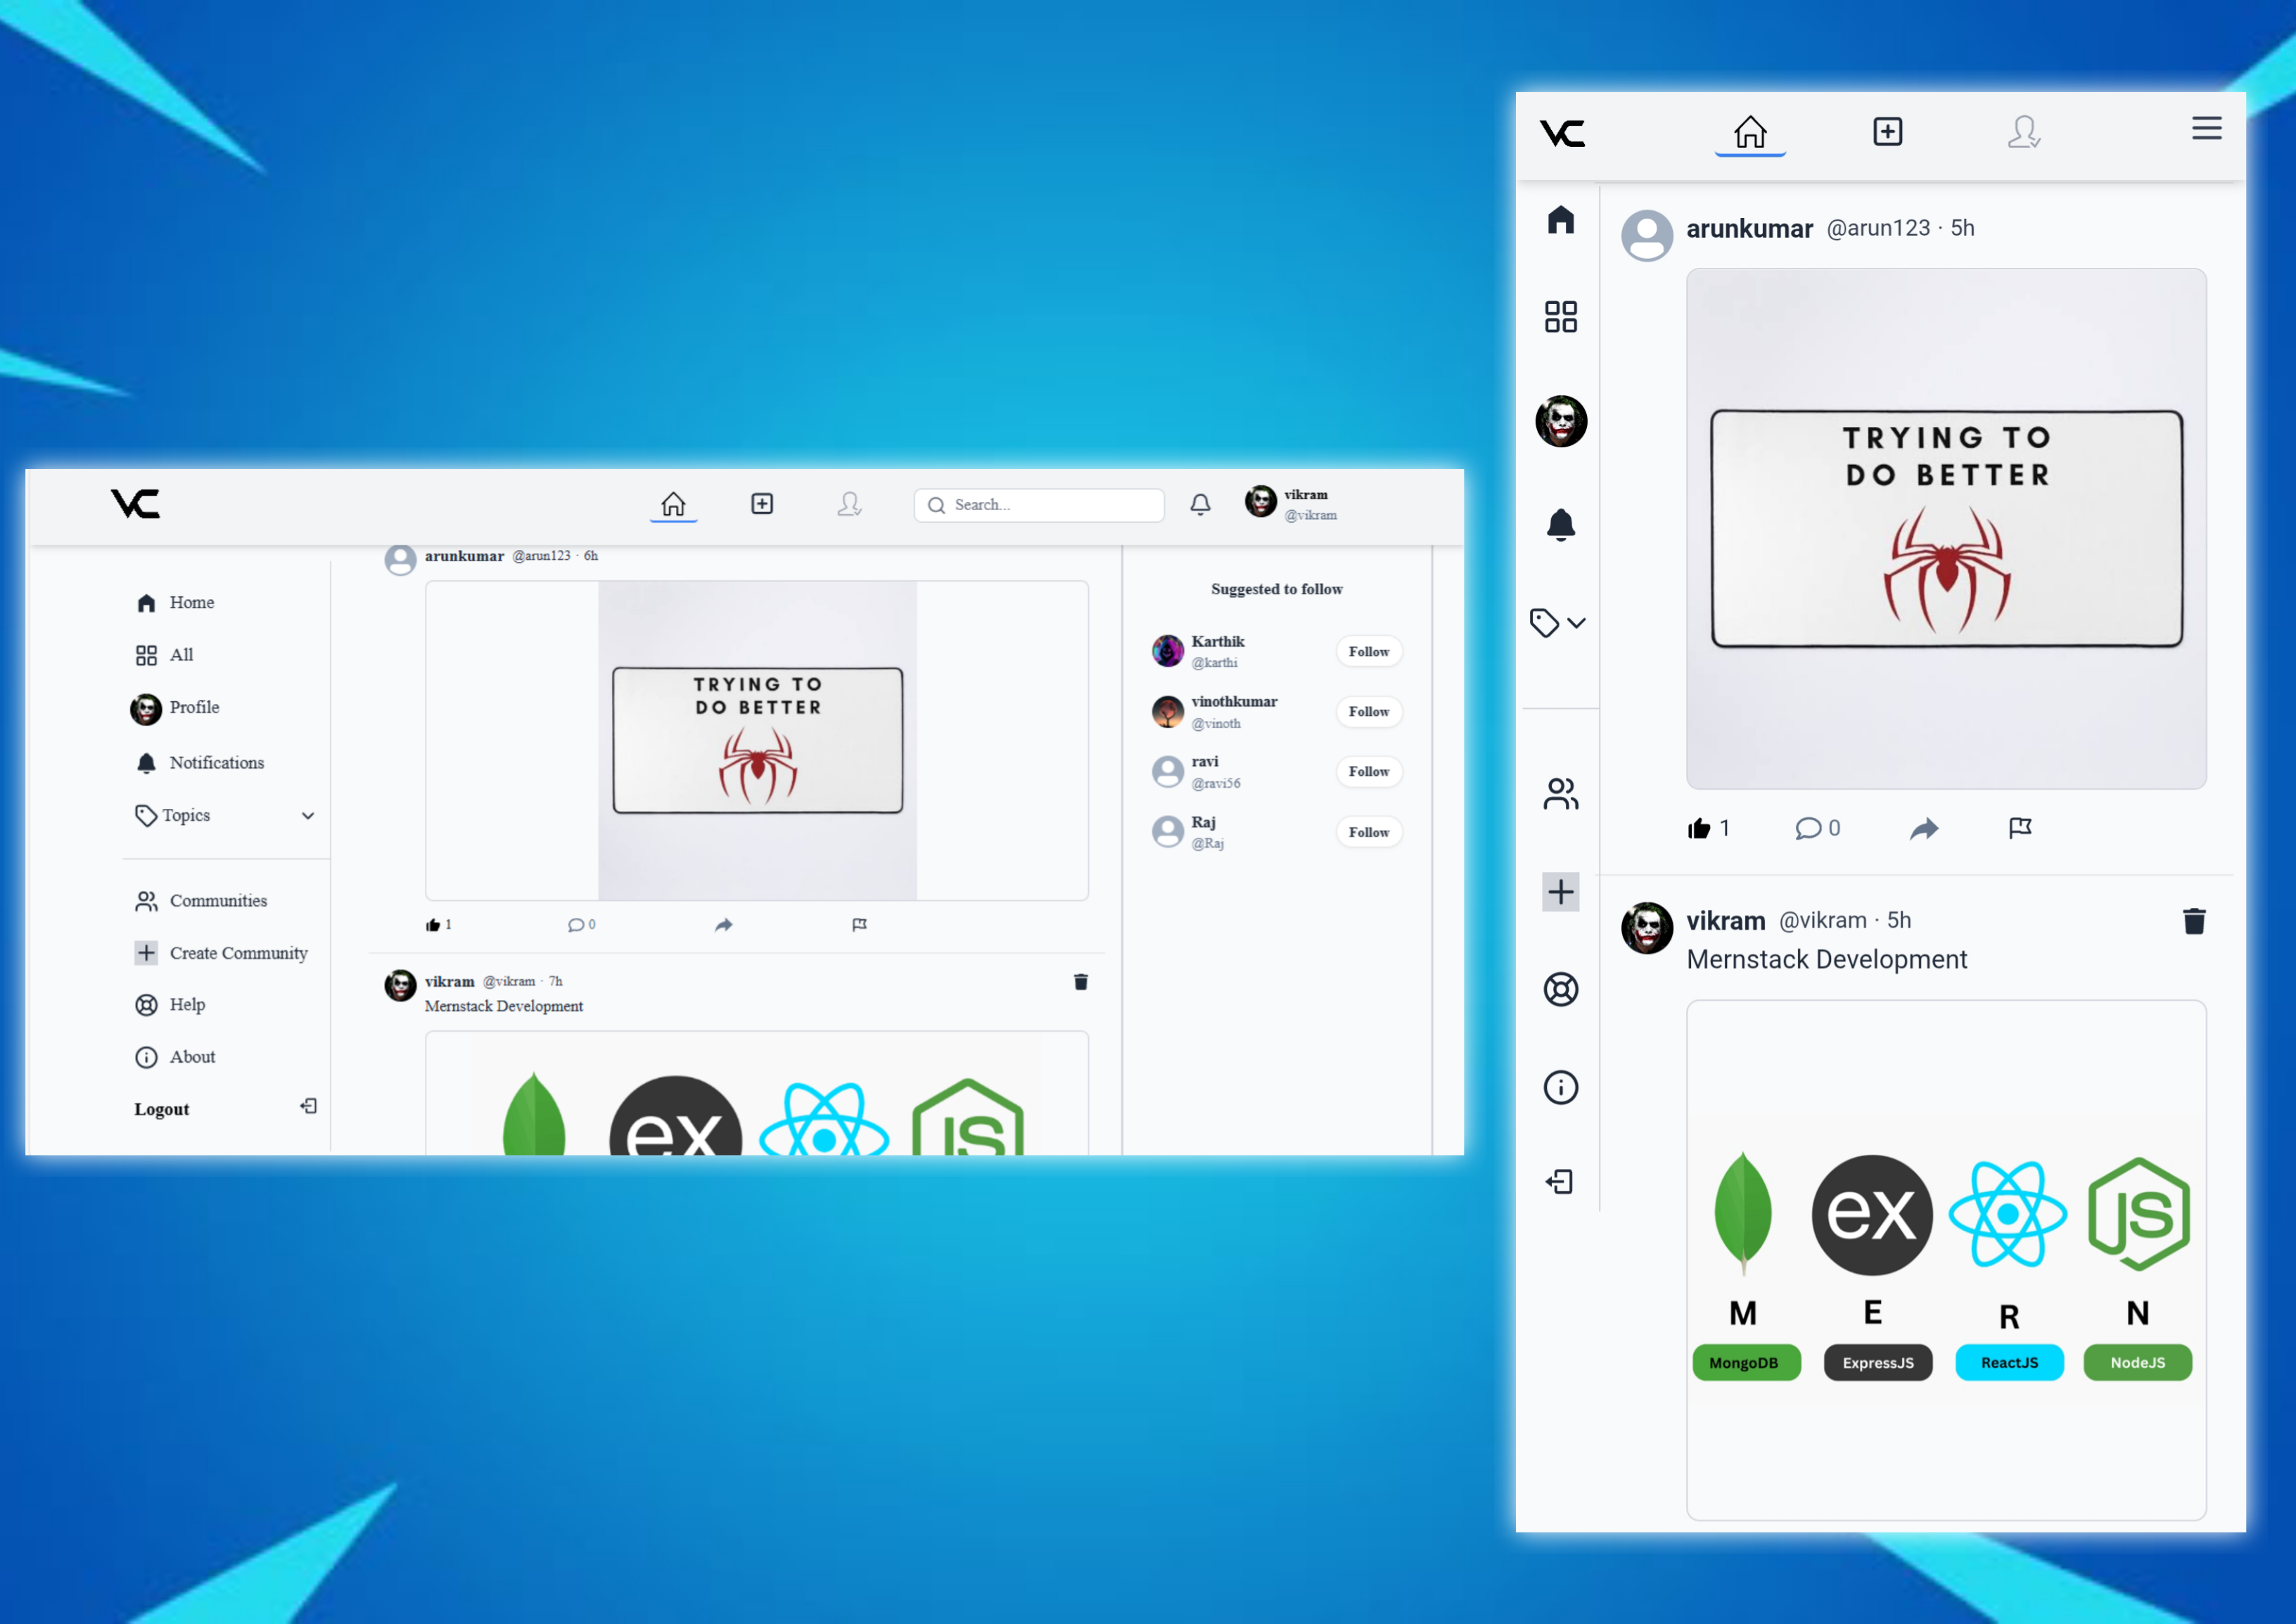 VC
Search...
vikram
@vikram
Home
All
Profile
Notifications
Topics
Communities
Create Community
Help
About
Logout
arunkumar @arun123 · 6h
TRYING TO
DO BETTER
1
0
vikram @vikram · 7h
Mernstack Development
ex
JS
Suggested to follow
Karthik
@karthi
Follow
vinothkumar
@vinoth
Follow
ravi
@ravi56
Follow
Raj
@Raj
Follow
VC
arunkumar @arun123 · 5h
TRYING TO
DO BETTER
1
0
vikram @vikram · 5h
Mernstack Development
ex
JS
M E R N
MongoDB ExpressJS ReactJS NodeJS